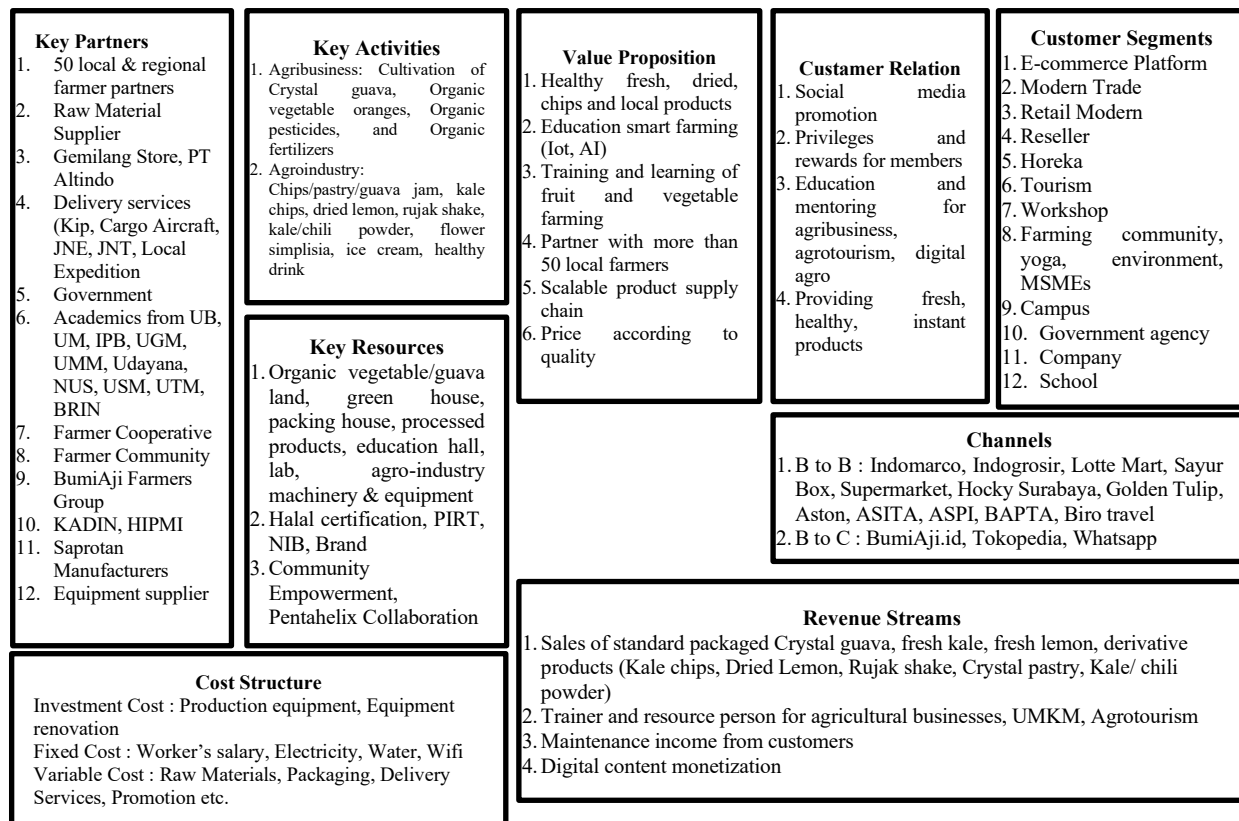 Key Partners
1. 50 local & regional
farmer partners
2. Raw Material
Supplier
3. Gemilang Store, PT
Altindo
4. Delivery services
(Kip, Cargo Aircraft,
JNE, JNT, Local
Expedition
5. Government
6. Academics from UB,
UM, IPB, UGM,
UMM, Udayana,
NUS, USM, UTM,
BRIN
7. Farmer Cooperative
8. Farmer Community
9. BumiAji Farmers
Group
10. KADIN, HIPMI
11. Saprotan
Manufacturers
12. Equipment supplier
Key Activities
1. Agribusiness: Cultivation of
Crystal guava, Organic
vegetable oranges, Organic
pesticides, and Organic
fertilizers
2. Agroindustry:
Chips/pastry/guava jam, kale
chips, dried lemon, rujak shake,
kale/chili powder, flower
simplisia, ice cream, healthy
drink
Key Resources
1. Organic vegetable/guava
land, green house,
packing house, processed
products, education hall,
lab, agro-industry
machinery & equipment
2. Halal certification, PIRT,
NIB, Brand
3. Community
Empowerment,
Pentahelix Collaboration
Value Proposition
1. Healthy fresh, dried,
chips and local products
2. Education smart farming
(Iot, AI)
3. Training and learning of
fruit and vegetable
farming
4. Partner with more than
50 local farmers
5. Scalable product supply
chain
6. Price according to
quality
Custamer Relation
1. Social media
promotion
2. Privileges and
rewards for members
3. Education and
mentoring for
agribusiness,
agrotourism, digital
agro
4. Providing fresh,
healthy, instant
products
Customer Segments
1. E-commerce Platform
2. Modern Trade
3. Retail Modern
4. Reseller
5. Horeka
6. Tourism
7. Workshop
8. Farming community,
yoga, environment,
MSMEs
9. Campus
10. Government agency
11. Company
12. School
Channels
1. B to B : Indomarco, Indogrosir, Lotte Mart, Sayur
Box, Supermarket, Hocky Surabaya, Golden Tulip,
Aston, ASITA, ASPI, BAPTA, Biro travel
2. B to C : BumiAji.id, Tokopedia, Whatsapp
Cost Structure
Investment Cost : Production equipment, Equipment
renovation
Fixed Cost : Worker's salary, Electricity, Water, Wifi
Variable Cost : Raw Materials, Packaging, Delivery
Services, Promotion etc.
Revenue Streams
1. Sales of standard packaged Crystal guava, fresh kale, fresh lemon, derivative
products (Kale chips, Dried Lemon, Rujak shake, Crystal pastry, Kale/ chili
powder)
2. Trainer and resource person for agricultural businesses, UMKM, Agrotourism
3. Maintenance income from customers
4. Digital content monetization